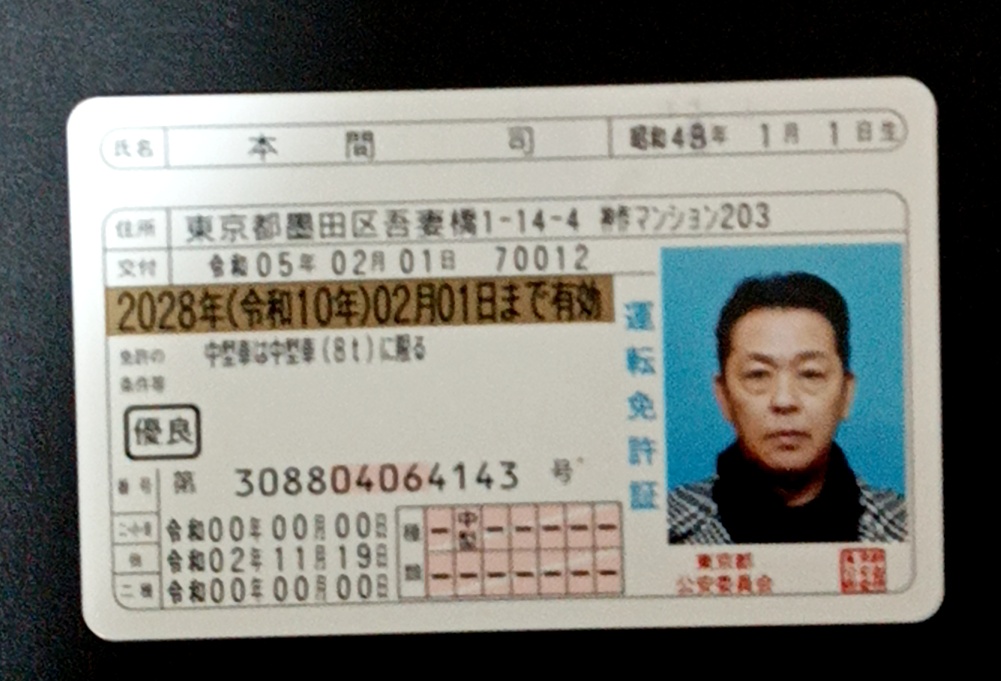 氏名 本間 司 昭和48年 1月 1日生
住所 東京都墨田区吾妻橋1-14-4 マンション203
交付 令和05年02月01日 70012
2028年(令和10年)02月01日まで有効
免許の 中型車は中型車(8t)に限る
条件等
優良
番号 第 308804064143 号
二・小・原 令和00年00月00日
他 令和02年11月19日
二種 令和00年00月00日
種類 中型
運転免許証
東京都
公安委員会